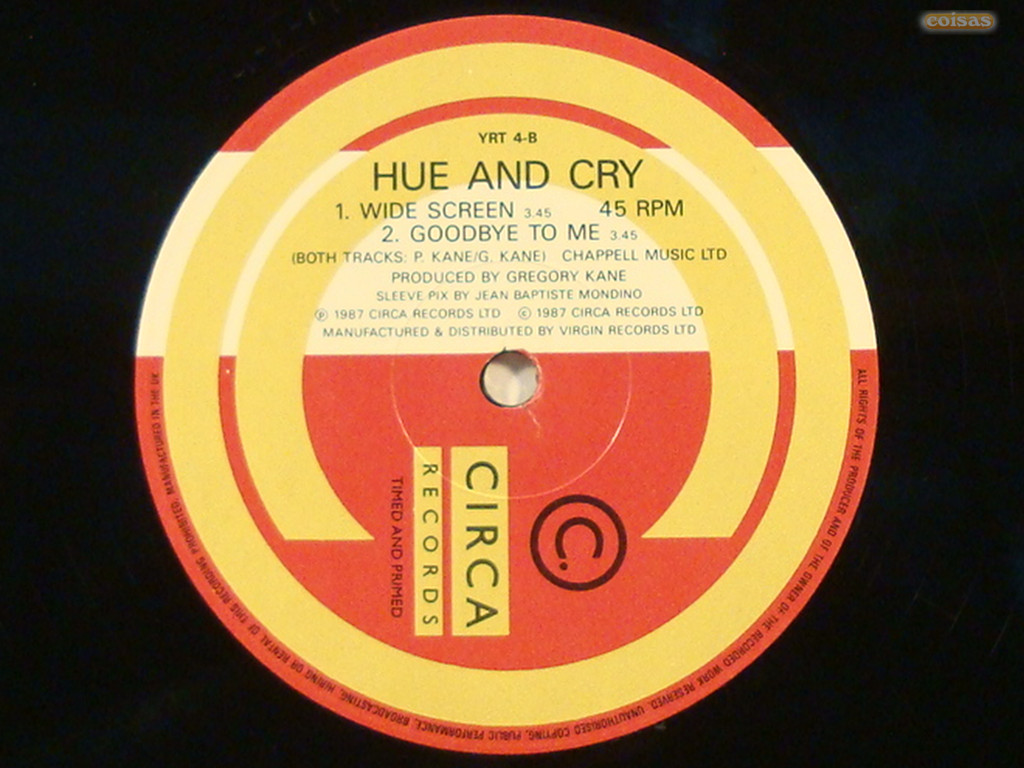 coisas
YRT 4-B
HUE AND CRY
1. WIDE SCREEN 3.45 45 RPM
2. GOODBYE TO ME 3.45
(BOTH TRACKS: P. KANE/G. KANE) CHAPPELL MUSIC LTD
PRODUCED BY GREGORY KANE
SLEEVE PIX BY JEAN BAPTISTE MONDINO
℗ 1987 CIRCA RECORDS LTD © 1987 CIRCA RECORDS LTD
MANUFACTURED & DISTRIBUTED BY VIRGIN RECORDS LTD
C.
CIRCA
RECORDS
TIMED AND PRIMED
ALL RIGHTS OF THE PRODUCER AND OF THE OWNER OF THE RECORDED WORK RESERVED. UNAUTHORISED COPYING, PUBLIC PERFORMANCE, BROADCASTING, HIRING OR RENTAL OF THIS RECORDING PROHIBITED. MANUFACTURED IN THE UK